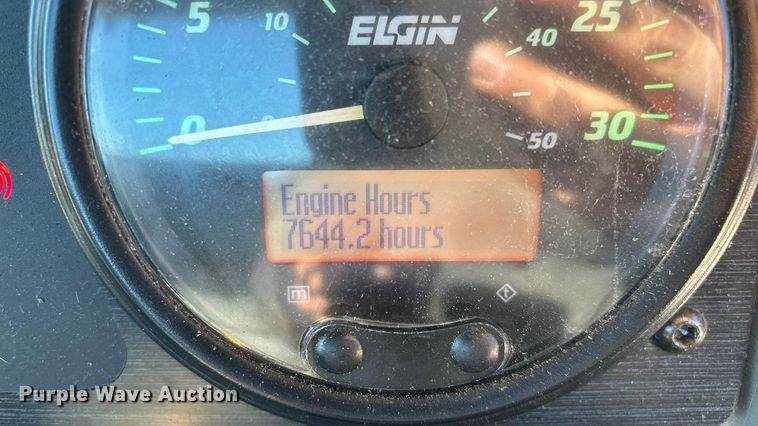 5
10
ELGIN
40
25
0
50
30
Engine Hours
7644.2 hours
m
t
Purple Wave Auction